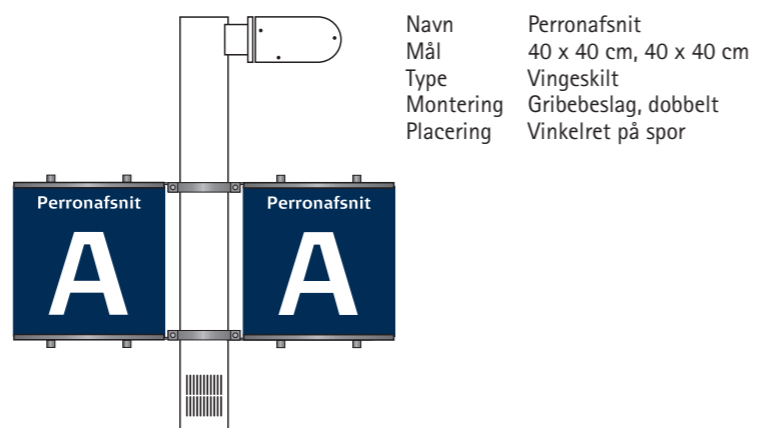 Navn Perronafsnit
Mål 40 x 40 cm, 40 x 40 cm
Type Vingeskilt
Montering Gribebeslag, dobbelt
Placering Vinkelret på spor
Perronafsnit
A
Perronafsnit
A